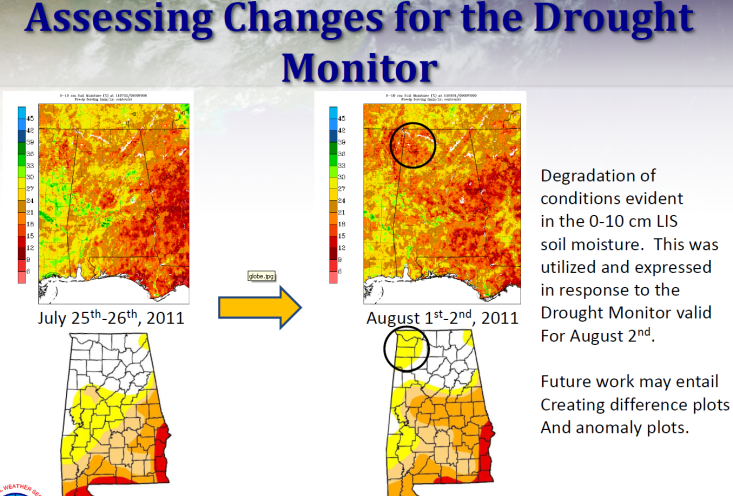 Assessing Changes for the Drought
Monitor
45
42
39
36
33
30
27
24
21
18
15
12
9
6
45
42
39
36
33
30
27
24
21
18
15
12
9
6
July 25th-26th, 2011
globe.jpg
August 1st-2nd, 2011
Degradation of
conditions evident
in the 0-10 cm LIS
soil moisture.  This was
utilized and expressed
in response to the
Drought Monitor valid
For August 2nd.
Future work may entail
Creating difference plots
And anomaly plots.
WEATHER